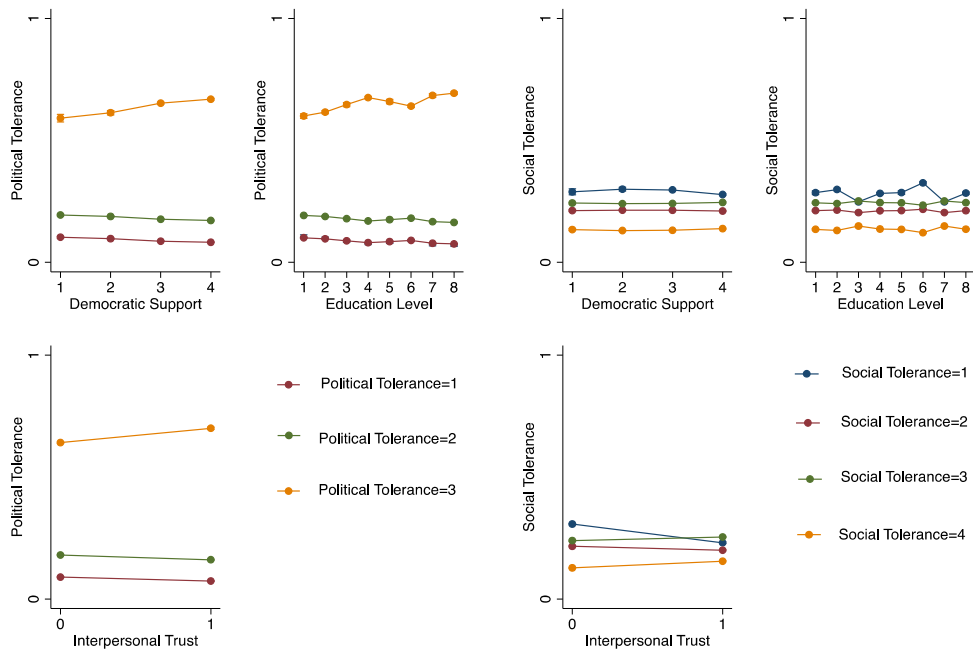 1
Political Tolerance
0
1 2 3 4
Democratic Support
1
Political Tolerance
0
1 2 3 4 5 6 7 8
Education Level
1
Social Tolerance
0
1 2 3 4
Democratic Support
1
Social Tolerance
0
1 2 3 4 5 6 7 8
Education Level
1
Political Tolerance
0
0 1
Interpersonal Trust
Political Tolerance=1
Political Tolerance=2
Political Tolerance=3
1
Social Tolerance
0
0 1
Interpersonal Trust
Social Tolerance=1
Social Tolerance=2
Social Tolerance=3
Social Tolerance=4